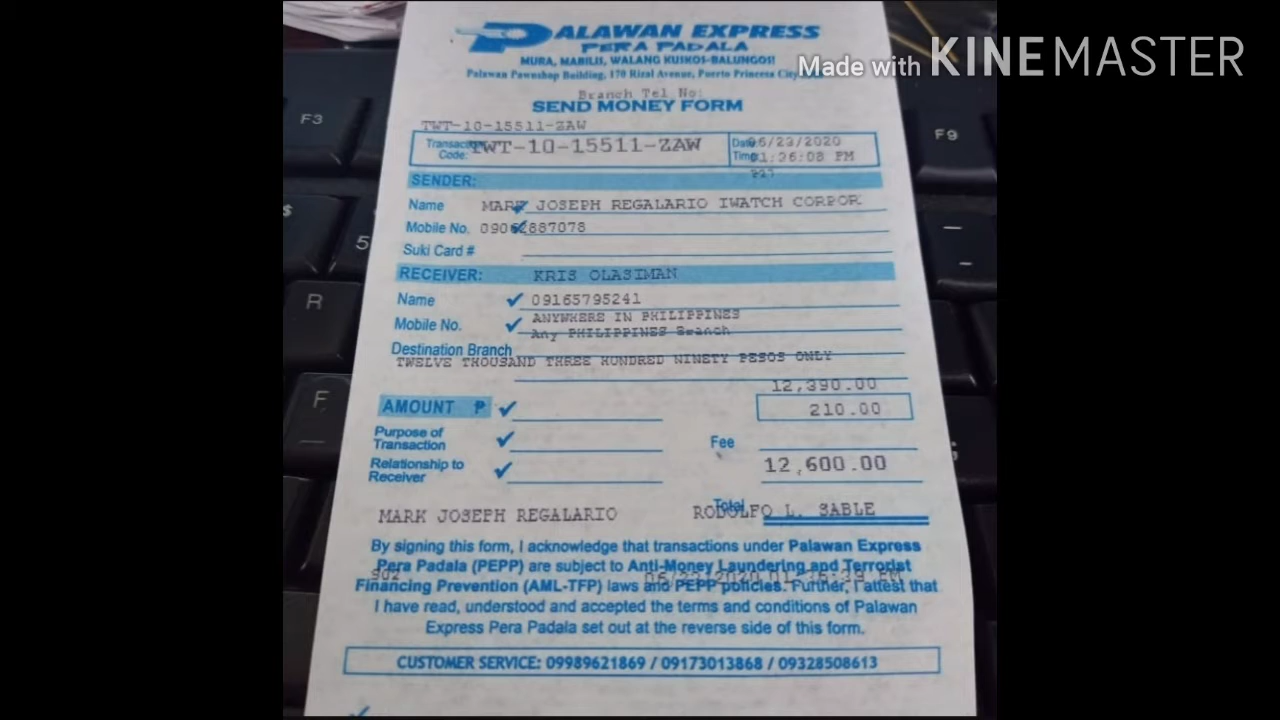 Made with KINEMASTER
PALAWAN EXPRESS
PERA PADALA
MURA, MABILIS, WALANG KUSKOS-BALUNGOS!
Palawan Pawnshop Building, 170 Rizal Avenue, Puerto Princesa City
Branch Tel No:
SEND MONEY FORM
TWT-10-15511-ZAW
Transaction Code: TWT-10-15511-ZAW
Date 06/23/2020
Time 01:36:08 PM
SENDER:
Name MARK JOSEPH REGALARIO IWATCH CORPOR
Mobile No. 09062887078
Suki Card #
RECEIVER: KRIS OLASIMAN
Name 09165795241
Mobile No. ANYWHERE IN PHILIPPINES
Any PHILIPPINES Branch
Destination Branch
TWELVE THOUSAND THREE HUNDRED NINETY PESOS ONLY
12,390.00
AMOUNT ₱ 210.00
Purpose of Transaction
Fee
Relationship to Receiver
12,600.00
Total
MARK JOSEPH REGALARIO RODOLFO L. SABLE
By signing this form, I acknowledge that transactions under Palawan Express
Pera Padala (PEPP) are subject to Anti-Money Laundering and Terrorist
902
Financing Prevention (AML-TFP) laws and PEPP policies. Further, I attest that
I have read, understood and accepted the terms and conditions of Palawan
Express Pera Padala set out at the reverse side of this form.
CUSTOMER SERVICE: 09989621869 / 09173013868 / 09328508613
F3
F9
$
5
R
F